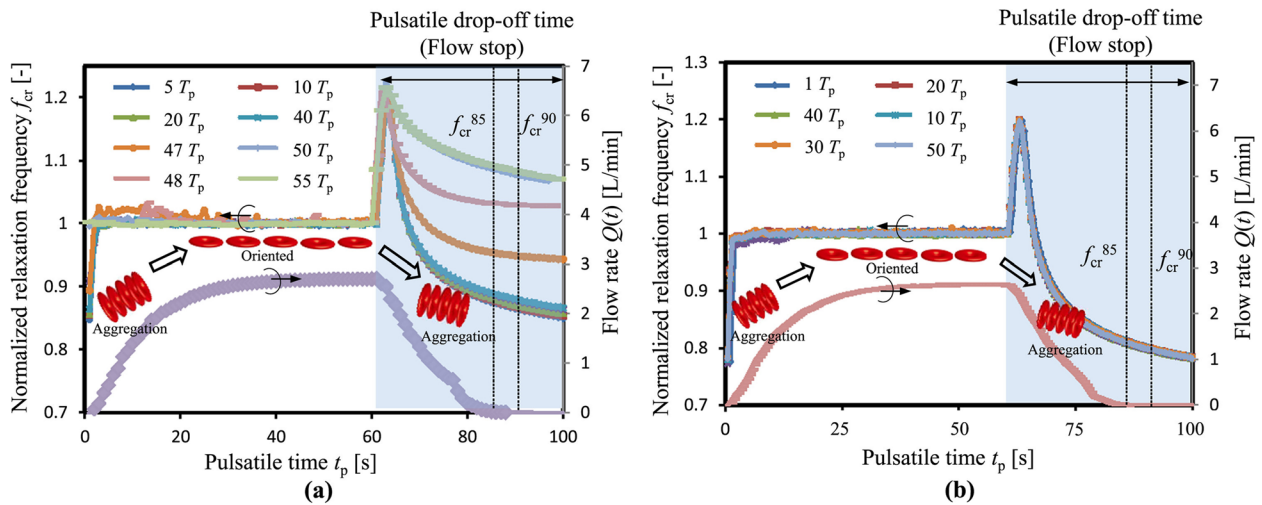 Pulsatile drop-off time
(Flow stop)
Normalized relaxation frequency fcr [-]
1.2
1.1
1
0.9
0.8
0.7
5 Tp
10 Tp
20 Tp
40 Tp
47 Tp
50 Tp
48 Tp
55 Tp
fcr85
fcr90
Oriented
Aggregation
Aggregation
7
6
5
4
3
2
1
0
Flow rate Q(t) [L/min]
0
20
40
60
80
100
Pulsatile time tp [s]
(a)
Pulsatile drop-off time
(Flow stop)
Normalized relaxation frequency fcr [-]
1.3
1.2
1.1
1.0
0.9
0.8
0.7
1 Tp
20 Tp
40 Tp
10 Tp
30 Tp
50 Tp
fcr85
fcr90
Oriented
Aggregation
Aggregation
7
6
5
4
3
2
1
0
Flow rate Q(t) [L/min]
0
25
50
75
100
Pulsatile time tp [s]
(b)